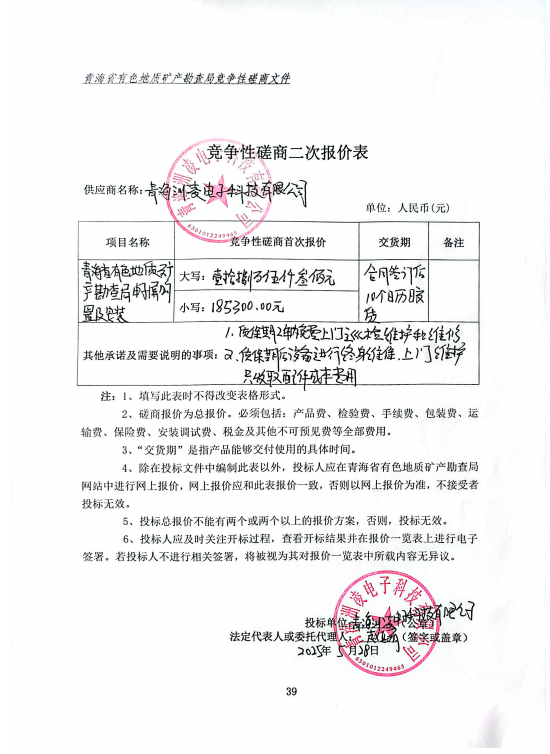 青海省有色地质矿产勘查局竞争性磋商文件
竞争性磋商二次报价表
供应商名称：青海洲凌电子科技有限公司
单位：人民币(元)
项目名称 竞争性磋商首次报价 交货期 备注
青海省有色地质矿
产勘查局
置及安装
大写：壹拾捌万伍仟叁佰元
小写：185300.00元
合同签订后
10个日历日
其他承诺及需要说明的事项：
1、质保期2年接受上门巡检维护和维修
2、质保期后设备进行终身维保、上门维护
只收取配件成本费用
注：1、填写此表时不得改变表格形式。
2、磋商报价为总报价。必须包括：产品费、检验费、手续费、包装费、运
输费、保险费、安装调试费、税金及其他不可预见费等全部费用。
3、“交货期”是指产品能够交付使用的具体时间。
4、除在投标文件中编制此表以外，投标人应在青海省有色地质矿产勘查局
网站中进行网上报价，网上报价应和此表报价一致，否则以网上报价为准，不接受者
投标无效。
5、投标总报价不能有两个或两个以上的报价方案，否则，投标无效。
6、投标人应及时关注开标过程，查看开标结果并在报价一览表上进行电子
签署。若投标人不进行相关签署，将被视为其对报价一览表中所载内容无异议。
投标单位：青海洲凌电子科技有限公司
法定代表人或委托代理人：（签字或盖章）
2025年5月28日
青海洲凌电子科技有限公司
6301012249465
39